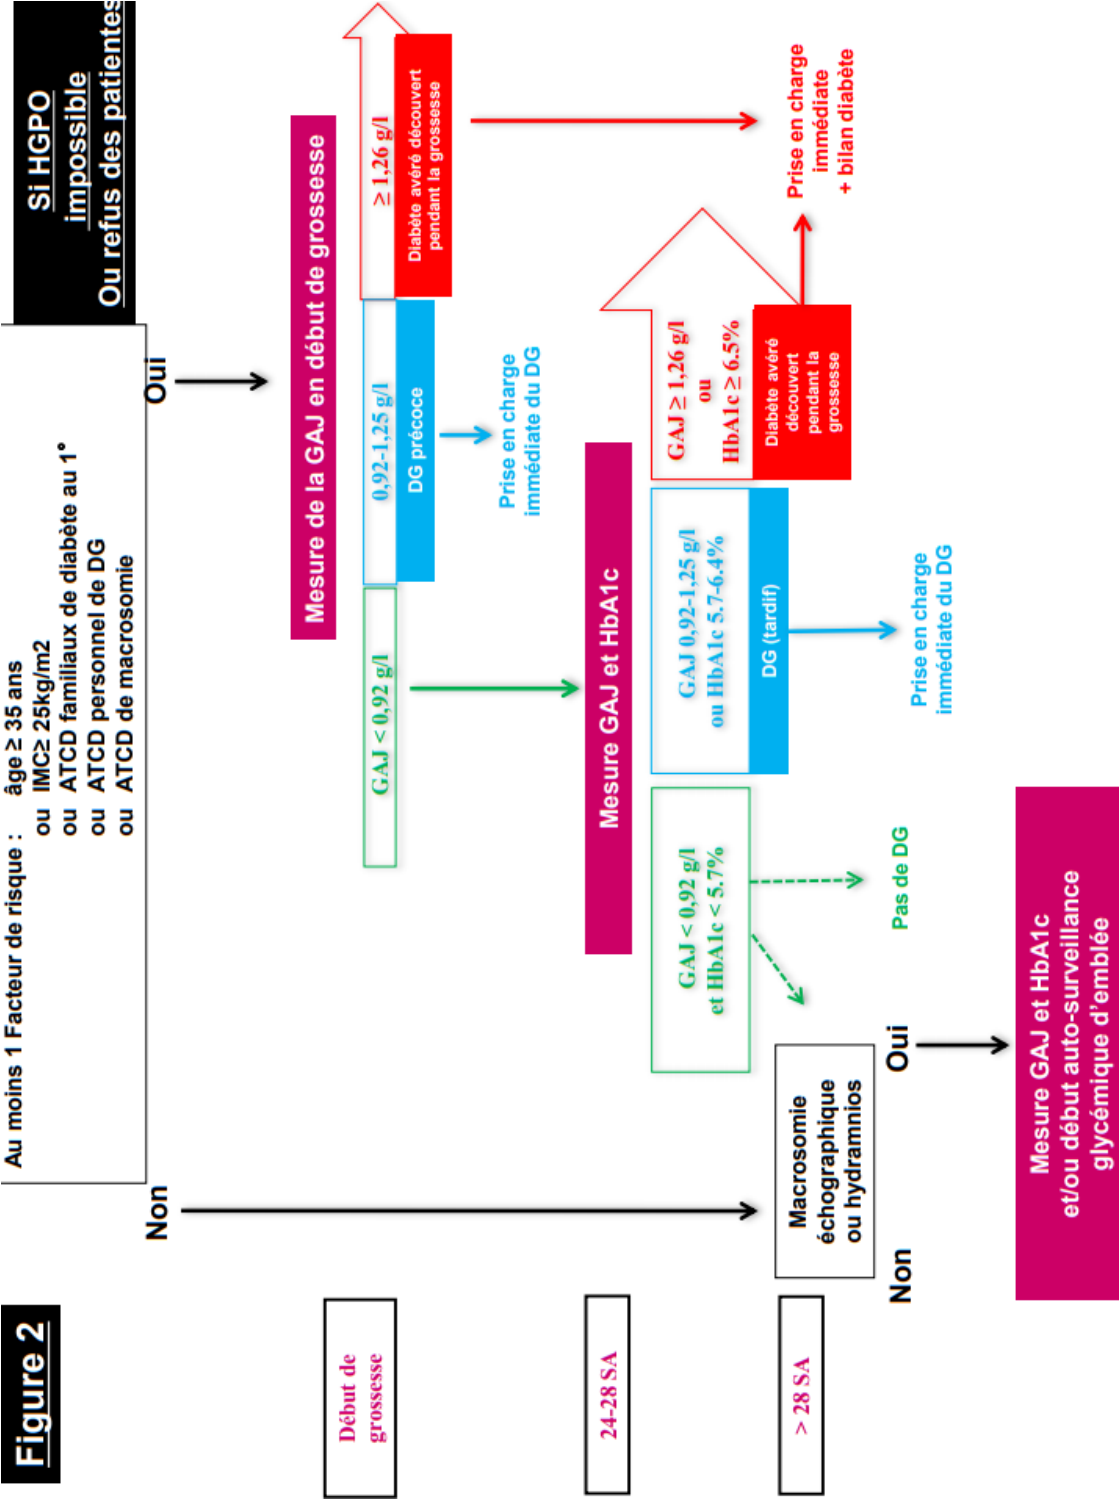 Figure 2
Au moins 1 Facteur de risque : âge ≥ 35 ans
ou IMC≥ 25kg/m2
ou ATCD familiaux de diabète au 1°
ou ATCD personnel de DG
ou ATCD de macrosomie
Si HGPO
impossible
Ou refus des patientes
Non
Oui
Début de
grossesse
Mesure de la GAJ en début de grossesse
GAJ < 0,92 g/l
0,92-1,25 g/l
DG précoce
≥ 1,26 g/l
Diabète avéré découvert
pendant la grossesse
Prise en charge
immédiate du DG
24-28 SA
Mesure GAJ et HbA1c
GAJ < 0,92 g/l
et HbA1c < 5.7%
GAJ 0,92-1,25 g/l
ou HbA1c 5.7-6.4%
DG (tardif)
GAJ ≥ 1,26 g/l
ou
HbA1c ≥ 6.5%
Diabète avéré
découvert
pendant la
grossesse
Prise en charge
immédiate
+ bilan diabète
> 28 SA
Macrosomie
échographique
ou hydramnios
Non
Oui
Pas de DG
Prise en charge
immédiate du DG
Mesure GAJ et HbA1c
et/ou début auto-surveillance
glycémique d'emblée